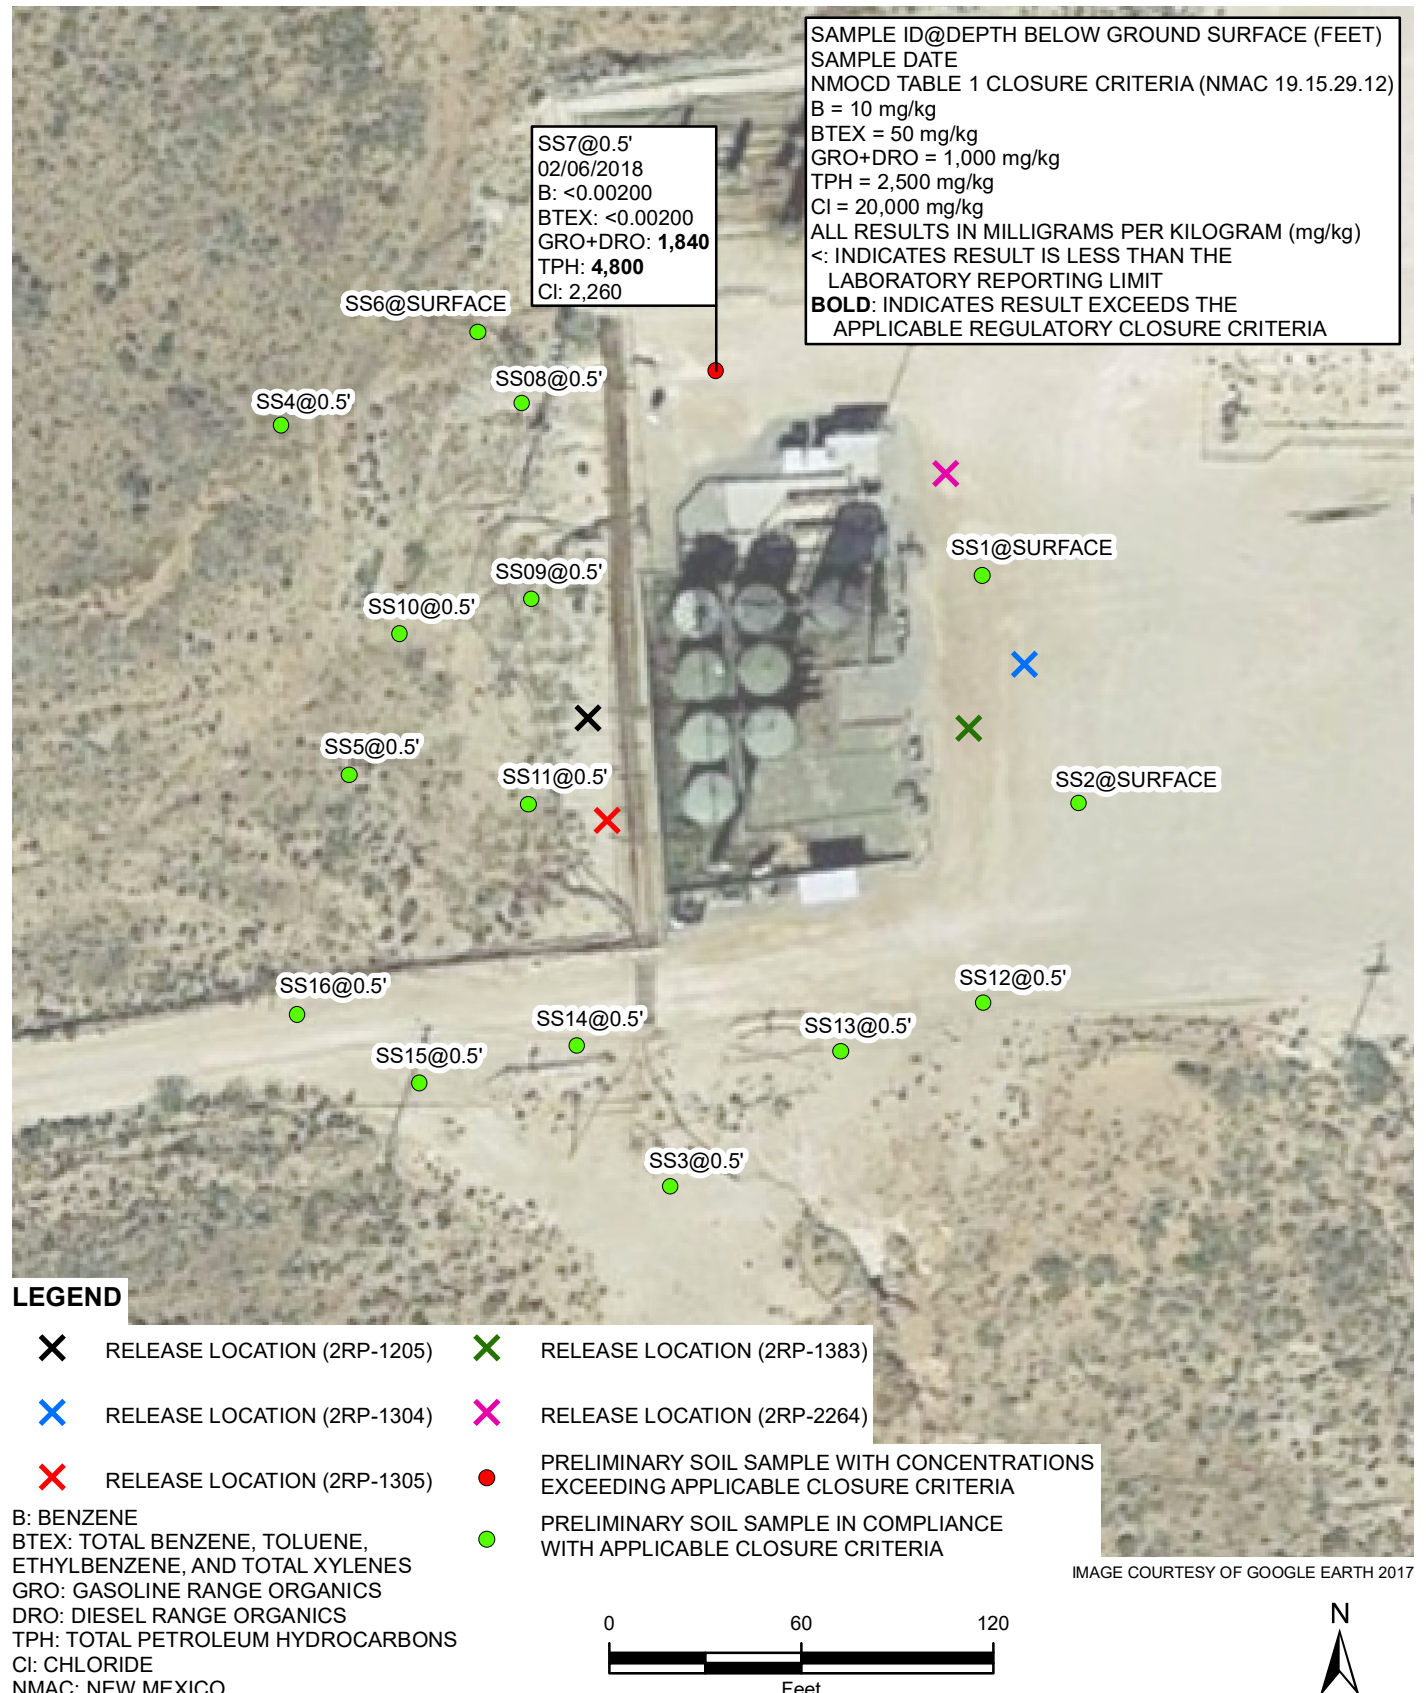 SAMPLE ID@DEPTH BELOW GROUND SURFACE (FEET)
SAMPLE DATE
NMOCD TABLE 1 CLOSURE CRITERIA (NMAC 19.15.29.12)
B = 10 mg/kg
BTEX = 50 mg/kg
GRO+DRO = 1,000 mg/kg
TPH = 2,500 mg/kg
Cl = 20,000 mg/kg
ALL RESULTS IN MILLIGRAMS PER KILOGRAM (mg/kg)
<: INDICATES RESULT IS LESS THAN THE
LABORATORY REPORTING LIMIT
BOLD: INDICATES RESULT EXCEEDS THE
APPLICABLE REGULATORY CLOSURE CRITERIA
SS7@0.5'
02/06/2018
B: <0.00200
BTEX: <0.00200
GRO+DRO: 1,840
TPH: 4,800
Cl: 2,260
SS6@SURFACE
SS08@0.5'
SS4@0.5'
SS1@SURFACE
SS09@0.5'
SS10@0.5'
SS5@0.5'
SS11@0.5'
SS2@SURFACE
SS16@0.5'
SS12@0.5'
SS14@0.5'
SS13@0.5'
SS15@0.5'
SS3@0.5'
LEGEND
RELEASE LOCATION (2RP-1205)
RELEASE LOCATION (2RP-1304)
RELEASE LOCATION (2RP-1305)
RELEASE LOCATION (2RP-1383)
RELEASE LOCATION (2RP-2264)
PRELIMINARY SOIL SAMPLE WITH CONCENTRATIONS
EXCEEDING APPLICABLE CLOSURE CRITERIA
PRELIMINARY SOIL SAMPLE IN COMPLIANCE
WITH APPLICABLE CLOSURE CRITERIA
B: BENZENE
BTEX: TOTAL BENZENE, TOLUENE,
ETHYLBENZENE, AND TOTAL XYLENES
GRO: GASOLINE RANGE ORGANICS
DRO: DIESEL RANGE ORGANICS
TPH: TOTAL PETROLEUM HYDROCARBONS
Cl: CHLORIDE
NMAC: NEW MEXICO
IMAGE COURTESY OF GOOGLE EARTH 2017
0 60 120
Feet
N